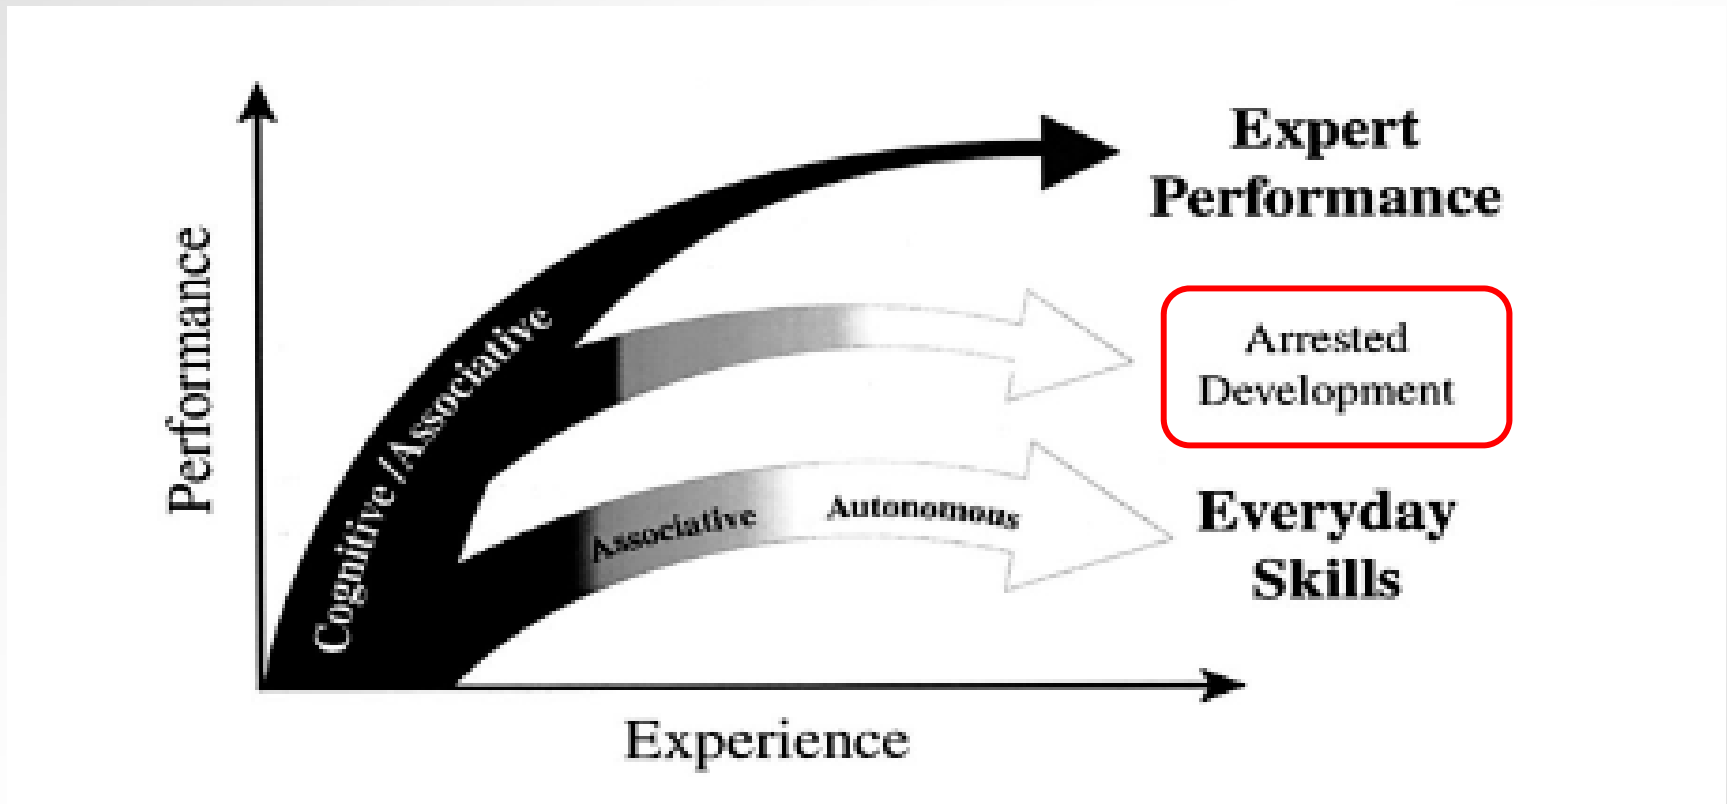 Expert
Performance
Arrested
Development
Everyday
Skills
Cognitive /Associative
Associative
Autonomous
Performance
Experience